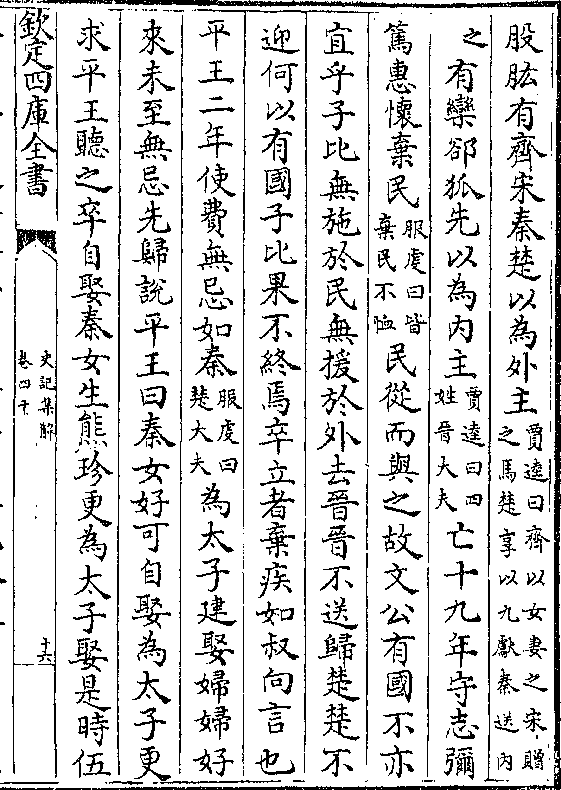 股肱有齊宋秦楚以為外主賈逵曰齊以女妻之宋贈之馬楚享以九獻秦送內
之有欒郤狐先以為內主賈逵曰四姓晉大夫亡十九年守志彌
篤惠懷棄民服虔曰皆棄民不恤民從而與之故文公有國不亦
宜乎子比無施於民無援於外去晉晉不送歸楚楚不
迎何以有國子比果不終焉卒立者棄疾如叔向言也
平王二年使費無忌如秦服虔曰楚大夫為太子建娶婦婦好
來未至無忌先歸說平王曰秦女好可自娶為太子更
求平王聽之卒自娶秦女生熊珍更為太子娶是時伍
欽定四庫全書
史記集解
卷四十
十六